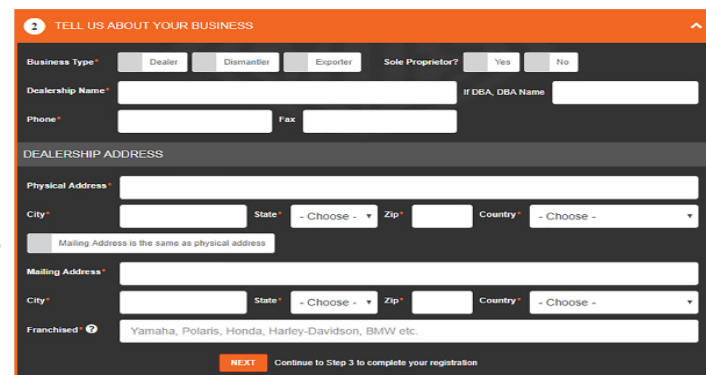 2 TELL US ABOUT YOUR BUSINESS
Business Type* Dealer Dismantler Exporter Sole Proprietor? Yes No
Dealership Name* If DBA, DBA Name
Phone* Fax
DEALERSHIP ADDRESS
Physical Address*
City* State* - Choose - Zip* Country* - Choose -
Mailing Address is the same as physical address
Mailing Address*
City* State* - Choose - Zip* Country* - Choose -
Franchised* ? Yamaha, Polaris, Honda, Harley-Davidson, BMW etc.
NEXT Continue to Step 3 to complete your registration